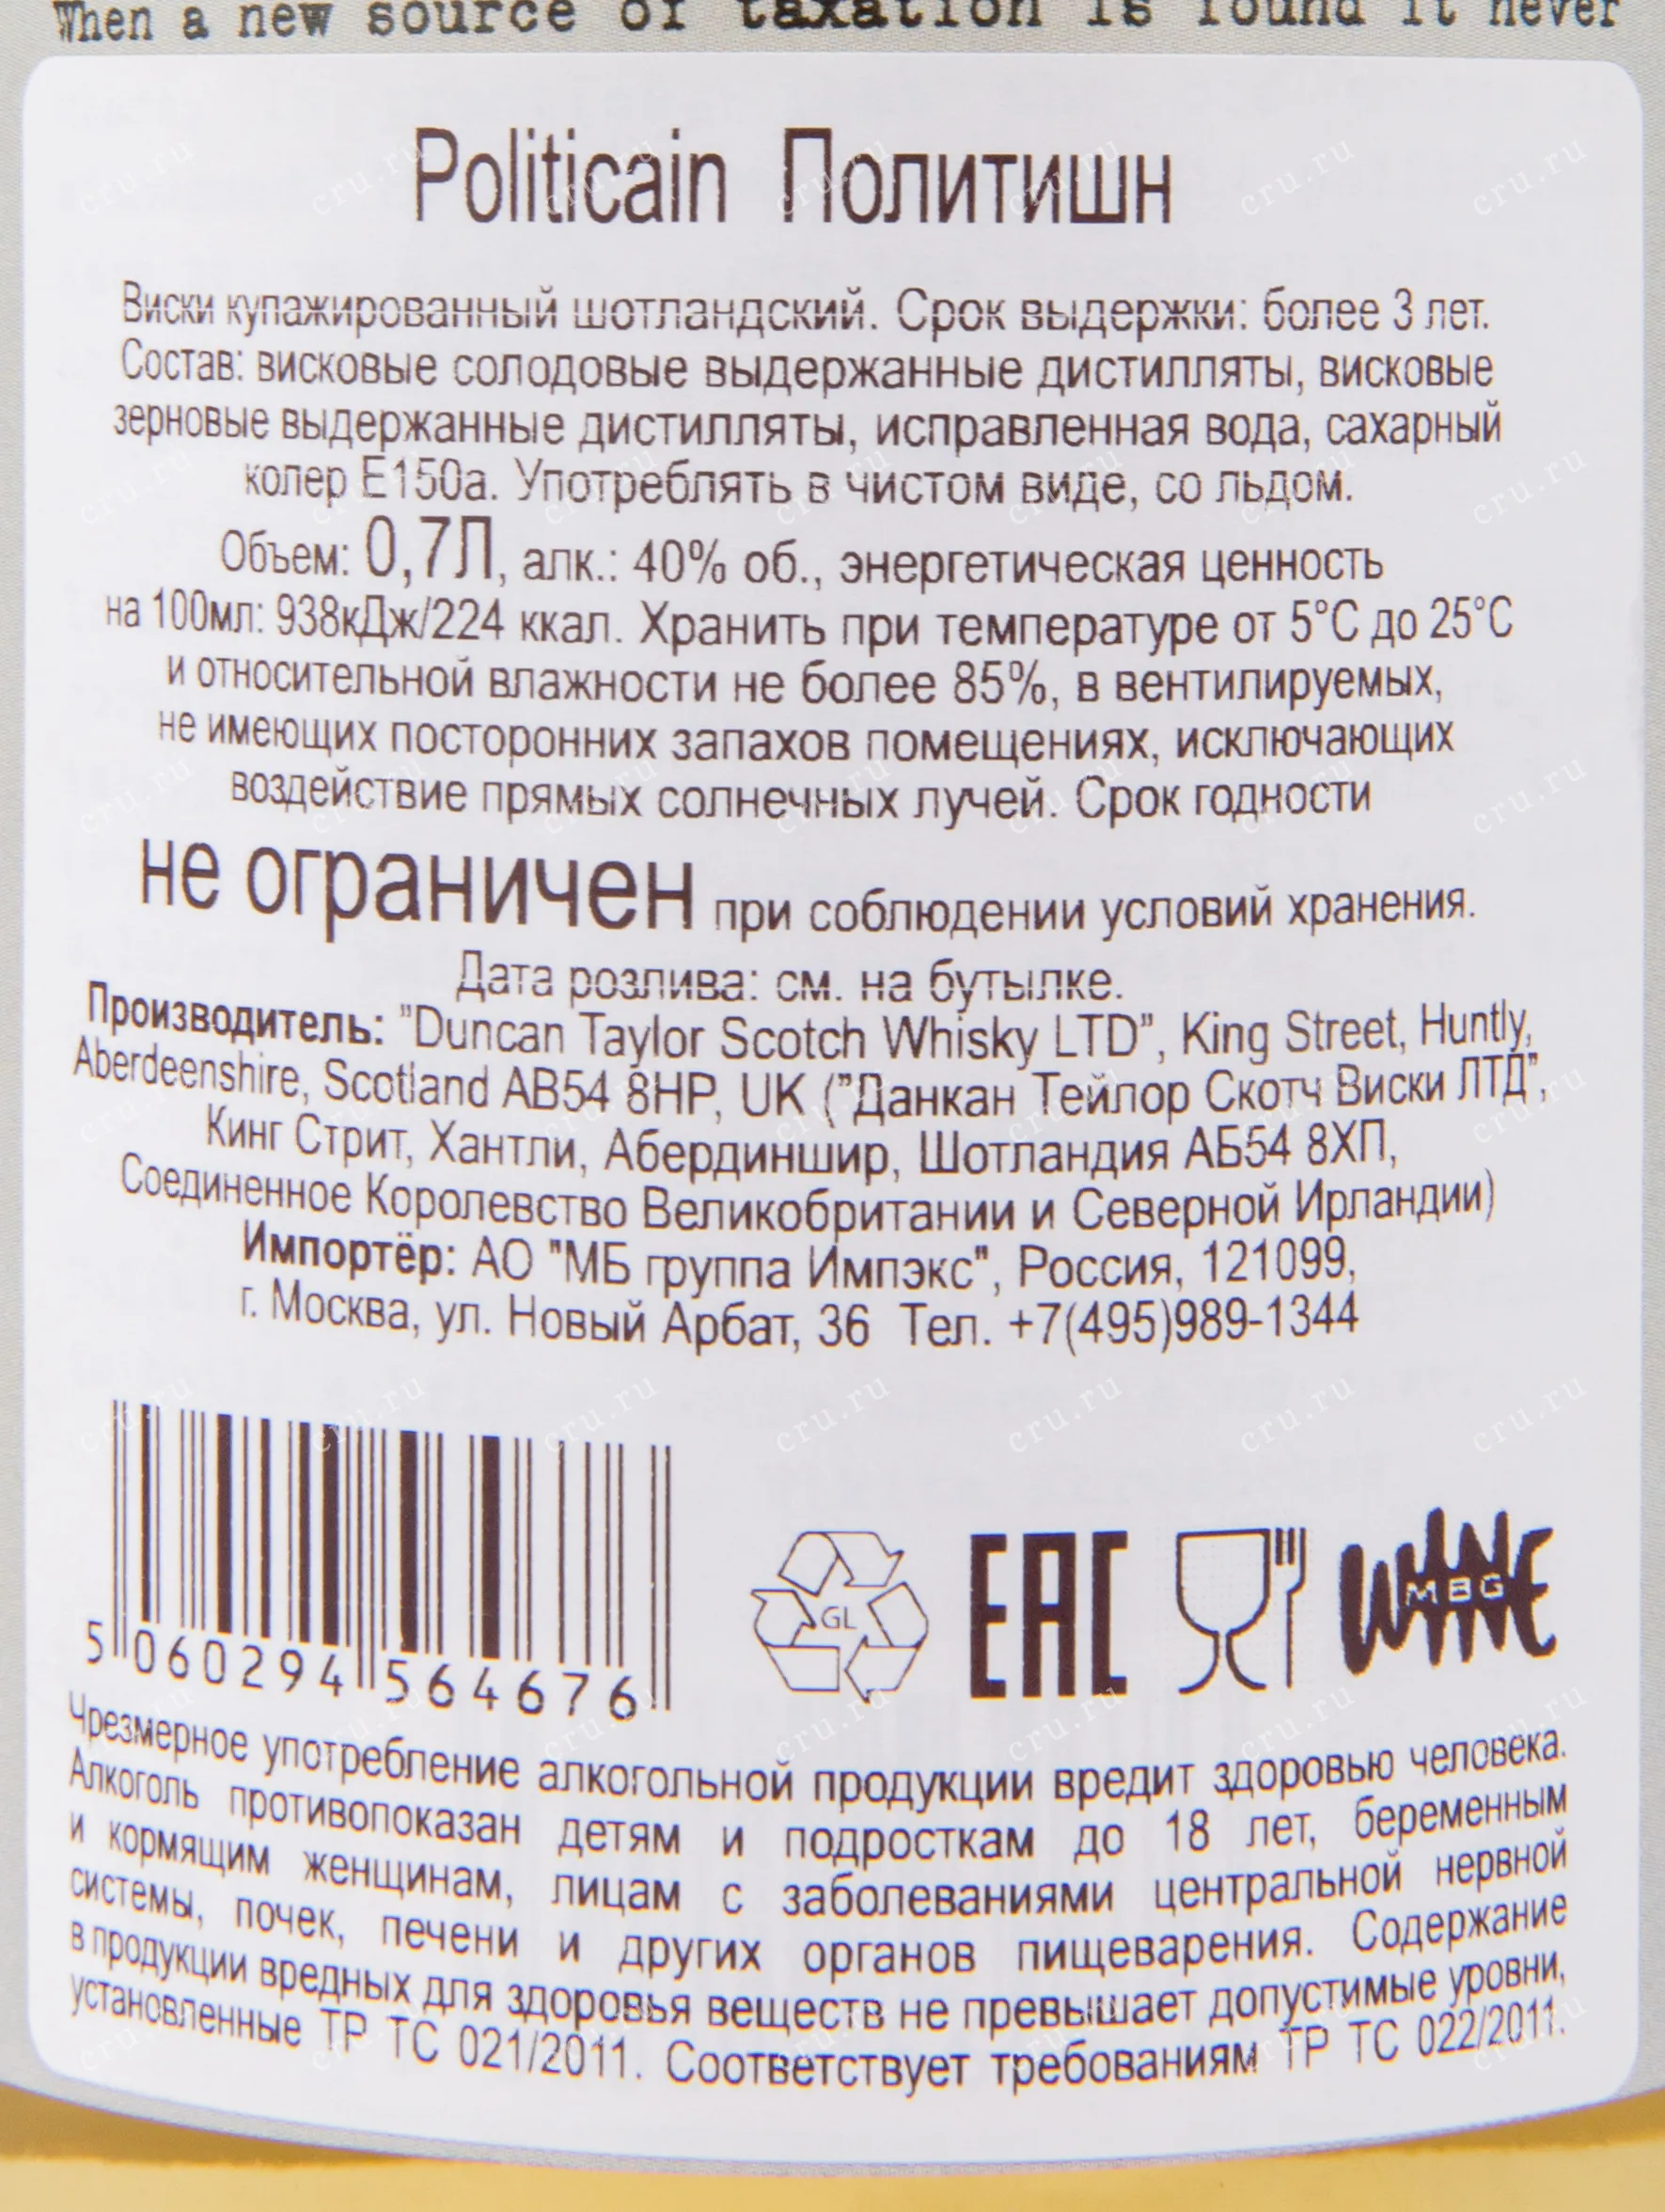 When a new source of taxation is found it never
Politicain Политишн
Виски купажированный шотландский. Срок выдержки: более 3 лет.
Состав: висковые солодовые выдержанные дистилляты, висковые
зерновые выдержанные дистилляты, исправленная вода, сахарный
колер Е150а. Употреблять в чистом виде, со льдом.
Объем: 0,7Л, алк.: 40% об., энергетическая ценность
на 100мл: 938кДж/224 ккал. Хранить при температуре от 5°С до 25°С
и относительной влажности не более 85%, в вентилируемых,
не имеющих посторонних запахов помещениях, исключающих
воздействие прямых солнечных лучей. Срок годности
не ограничен при соблюдении условий хранения.
Дата розлива: см. на бутылке.
Производитель: "Duncan Taylor Scotch Whisky LTD", King Street, Huntly,
Aberdeenshire, Scotland AB54 8HP, UK ("Данкан Тейлор Скотч Виски ЛТД",
Кинг Стрит, Хантли, Абердиншир, Шотландия АБ54 8ХП,
Соединенное Королевство Великобритании и Северной Ирландии)
Импортёр: АО "МБ группа Импэкс", Россия, 121099,
г. Москва, ул. Новый Арбат, 36 Тел. +7(495)989-1344
5 060294 564676
GL
EAC
WINE
MBG
Чрезмерное употребление алкогольной продукции вредит здоровью человека.
Алкоголь противопоказан детям и подросткам до 18 лет, беременным
и кормящим женщинам, лицам с заболеваниями центральной нервной
системы, почек, печени и других органов пищеварения. Содержание
в продукции вредных для здоровья веществ не превышает допустимые уровни,
установленные ТР ТС 021/2011. Соответствует требованиям ТР ТС 022/2011.
cru.ru